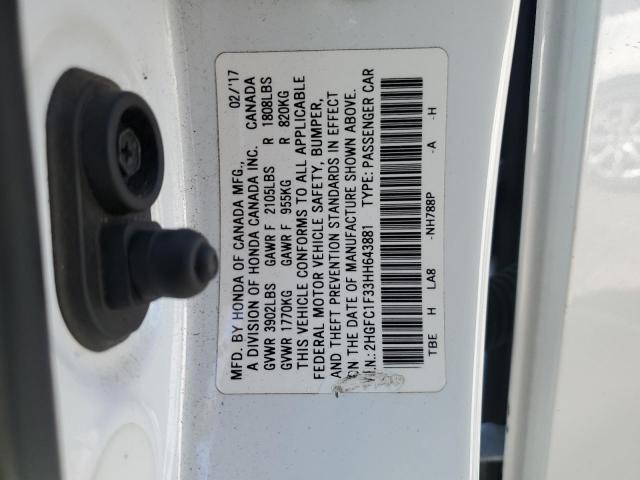 MFD. BY HONDA OF CANADA MFG., 02/'17
A DIVISION OF HONDA CANADA INC. CANADA
GVWR 3902LBS GAWR F 2105LBS R 1808LBS
GVWR 1770KG GAWR F 955KG R 820KG
THIS VEHICLE CONFORMS TO ALL APPLICABLE
FEDERAL MOTOR VEHICLE SAFETY, BUMPER,
AND THEFT PREVENTION STANDARDS IN EFFECT
ON THE DATE OF MANUFACTURE SHOWN ABOVE.
V.I.N.: 2HGFC1F33HH643881 TYPE: PASSENGER CAR
TBE H LA8 -NH788P -A -H